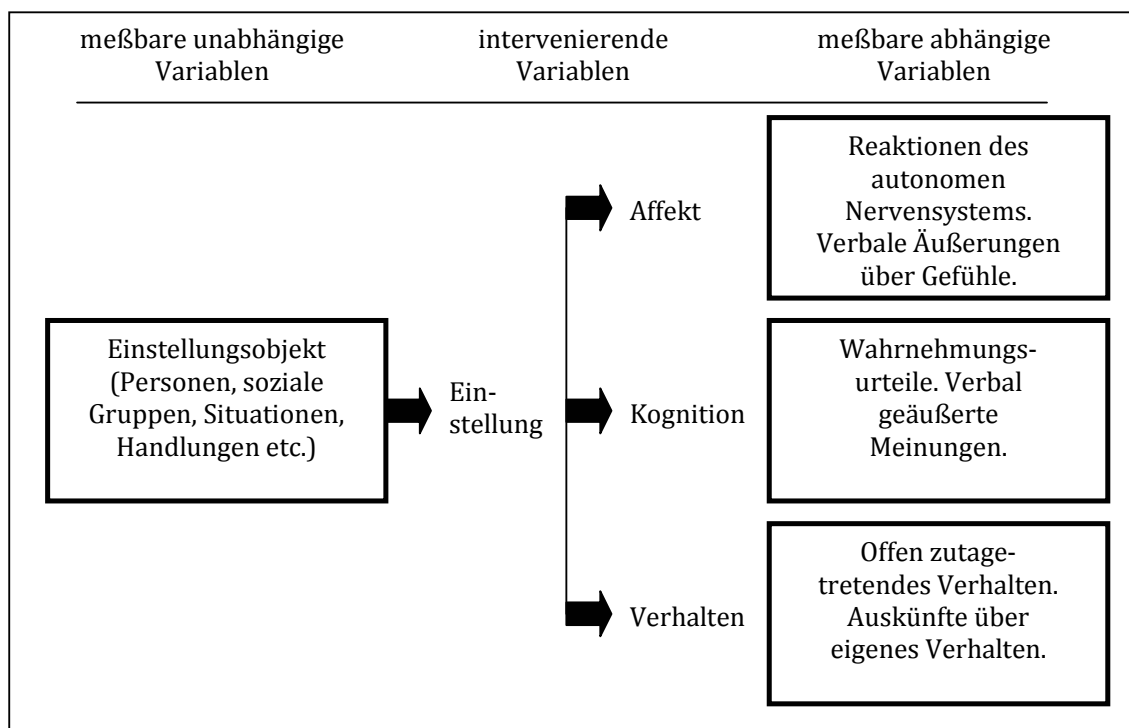 meßbare unabhängige
Variablen
intervenierende
Variablen
meßbare abhängige
Variablen
Reaktionen des
autonomen
Nervensystems.
Verbale Äußerungen
über Gefühle.
Affekt
Einstellungsobjekt
(Personen, soziale
Gruppen, Situationen,
Handlungen etc.)
Ein-
stellung
Kognition
Wahrnehmungs-
urteile. Verbal
geäußerte
Meinungen.
Verhalten
Offen zutage-
tretendes Verhalten.
Auskünfte über
eigenes Verhalten.